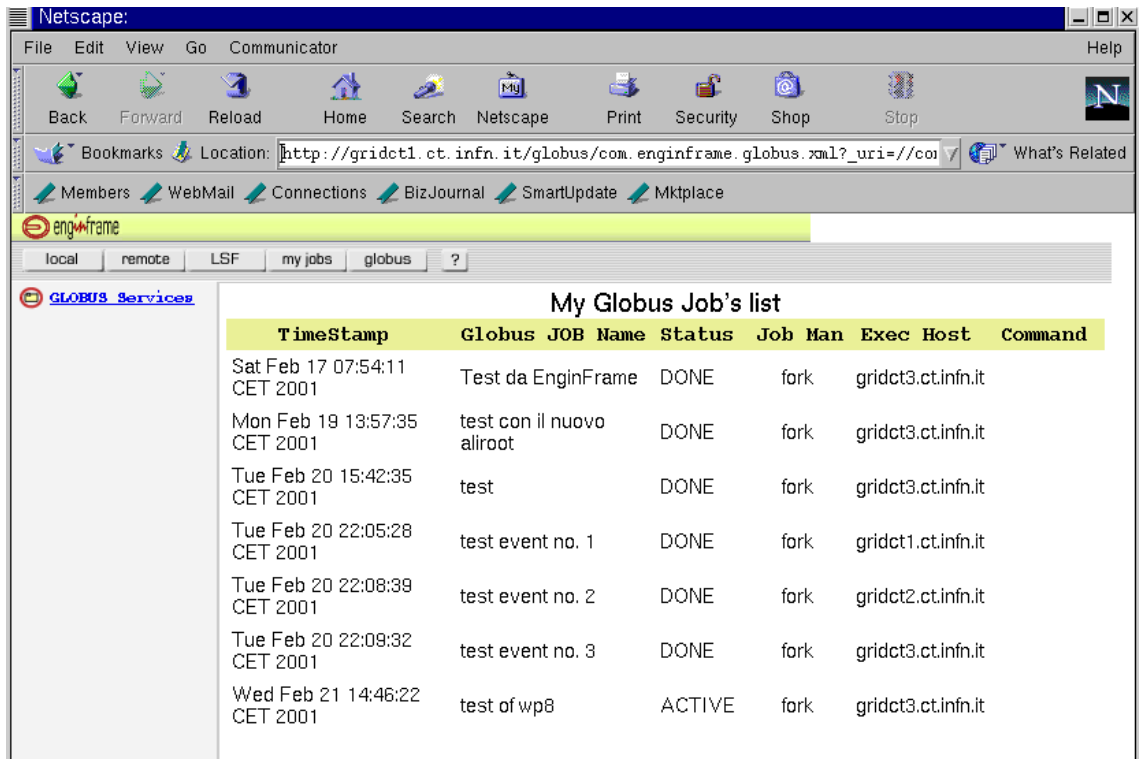 Netscape:
File Edit View Go Communicator Help
Back Forward Reload Home Search Netscape Print Security Shop Stop
My
N
Bookmarks Location: http://gridct1.ct.infn.it/globus/com.enginframe.globus.xml?_uri=//co What's Related
Members WebMail Connections BizJournal SmartUpdate Mktplace
enginframe
local remote LSF my jobs globus ?
GLOBUS Services
My Globus Job's list
TimeStamp Globus JOB Name Status Job Man Exec Host Command
Sat Feb 17 07:54:11
CET 2001
Test da EnginFrame DONE fork gridct3.ct.infn.it
Mon Feb 19 13:57:35
CET 2001
test con il nuovo
aliroot
DONE fork gridct3.ct.infn.it
Tue Feb 20 15:42:35
CET 2001
test DONE fork gridct3.ct.infn.it
Tue Feb 20 22:05:28
CET 2001
test event no. 1 DONE fork gridct1.ct.infn.it
Tue Feb 20 22:08:39
CET 2001
test event no. 2 DONE fork gridct2.ct.infn.it
Tue Feb 20 22:09:32
CET 2001
test event no. 3 DONE fork gridct3.ct.infn.it
Wed Feb 21 14:46:22
CET 2001
test of wp8 ACTIVE fork gridct3.ct.infn.it